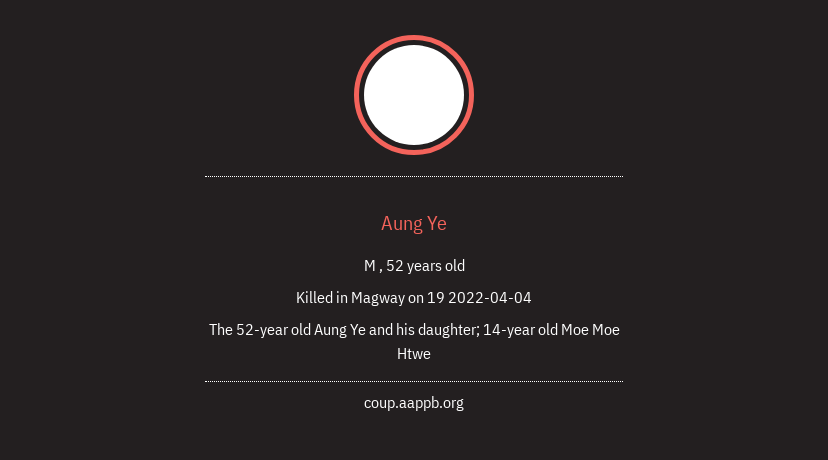 Aung Ye
M , 52 years old
Killed in Magway on 19 2022-04-04
The 52-year old Aung Ye and his daughter; 14-year old Moe Moe
Htwe
coup.aappb.org